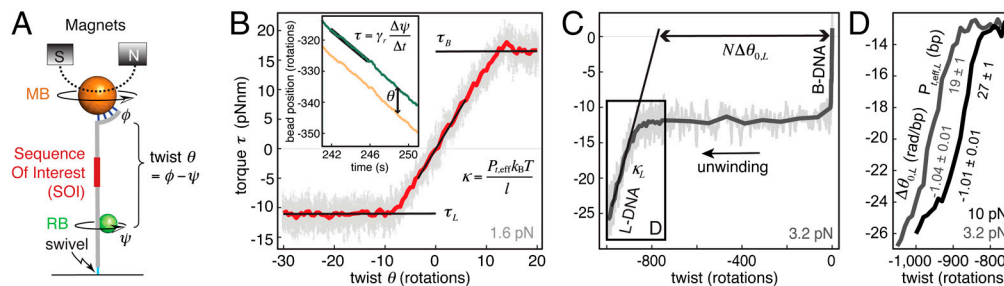 A
Magnets
S
N
MB
ϕ
Sequence
Of Interest
(SOI)
twist θ
= ϕ − ψ
RB
ψ
swivel
B
torque τ (pNnm)
15
10
5
0
-5
-10
-15
-30
-20
-10
0
10
20
twist θ (rotations)
bead position (rotations)
-320
-330
-340
-350
242
246
250
time (s)
τ = γr Δψ/Δt
θ
τB
κ = Pt,eff kBT / l
τL
1.6 pN
C
0
-5
-10
-15
-20
-25
NΔθ0,L
B-DNA
unwinding
κL
L-DNA
D
3.2 pN
-800
-400
0
twist (rotations)
D
-14
-16
-18
-20
-22
-24
-26
Pt,eff,L (bp)
19 ± 1
27 ± 1
Δθ0,L (rad/bp)
-1.04 ± 0.01
-1.01 ± 0.01
10 pN
3.2 pN
-1,000
-800
twist (rotations)